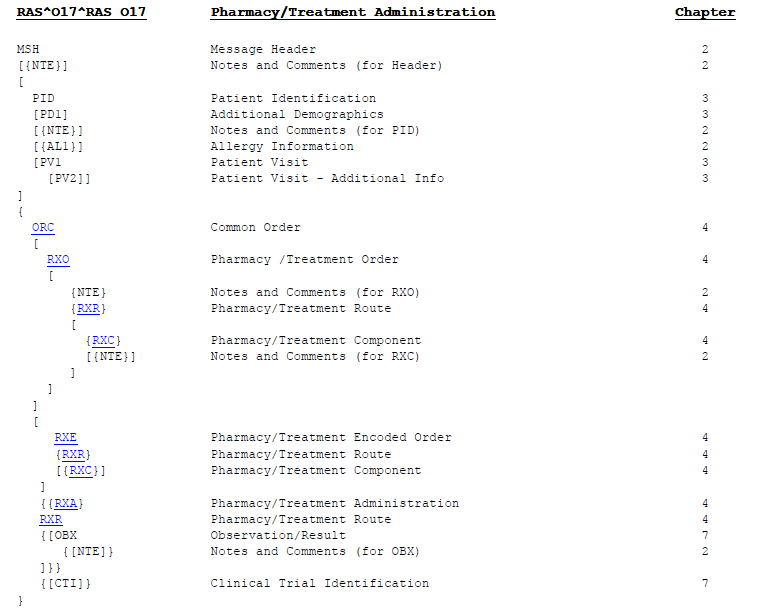 RAS^O17^RAS_O17 Pharmacy/Treatment Administration Chapter
MSH Message Header 2
[{NTE}] Notes and Comments (for Header) 2
[
PID Patient Identification 3
[PD1] Additional Demographics 3
[{NTE}] Notes and Comments (for PID) 2
[{AL1}] Allergy Information 2
[PV1 Patient Visit 3
[PV2]] Patient Visit - Additional Info 3
]
{
ORC Common Order 4
[
RXO Pharmacy /Treatment Order 4
[
{NTE} Notes and Comments (for RXO) 2
{RXR} Pharmacy/Treatment Route 4
[
{RXC} Pharmacy/Treatment Component 4
[{NTE}] Notes and Comments (for RXC) 2
]
]
]
[
RXE Pharmacy/Treatment Encoded Order 4
{RXR} Pharmacy/Treatment Route 4
[{RXC}] Pharmacy/Treatment Component 4
]
{{RXA} Pharmacy/Treatment Administration 4
RXR Pharmacy/Treatment Route 4
{[OBX Observation/Result 7
{[NTE]} Notes and Comments (for OBX) 2
]}}
{[CTI]} Clinical Trial Identification 7
}